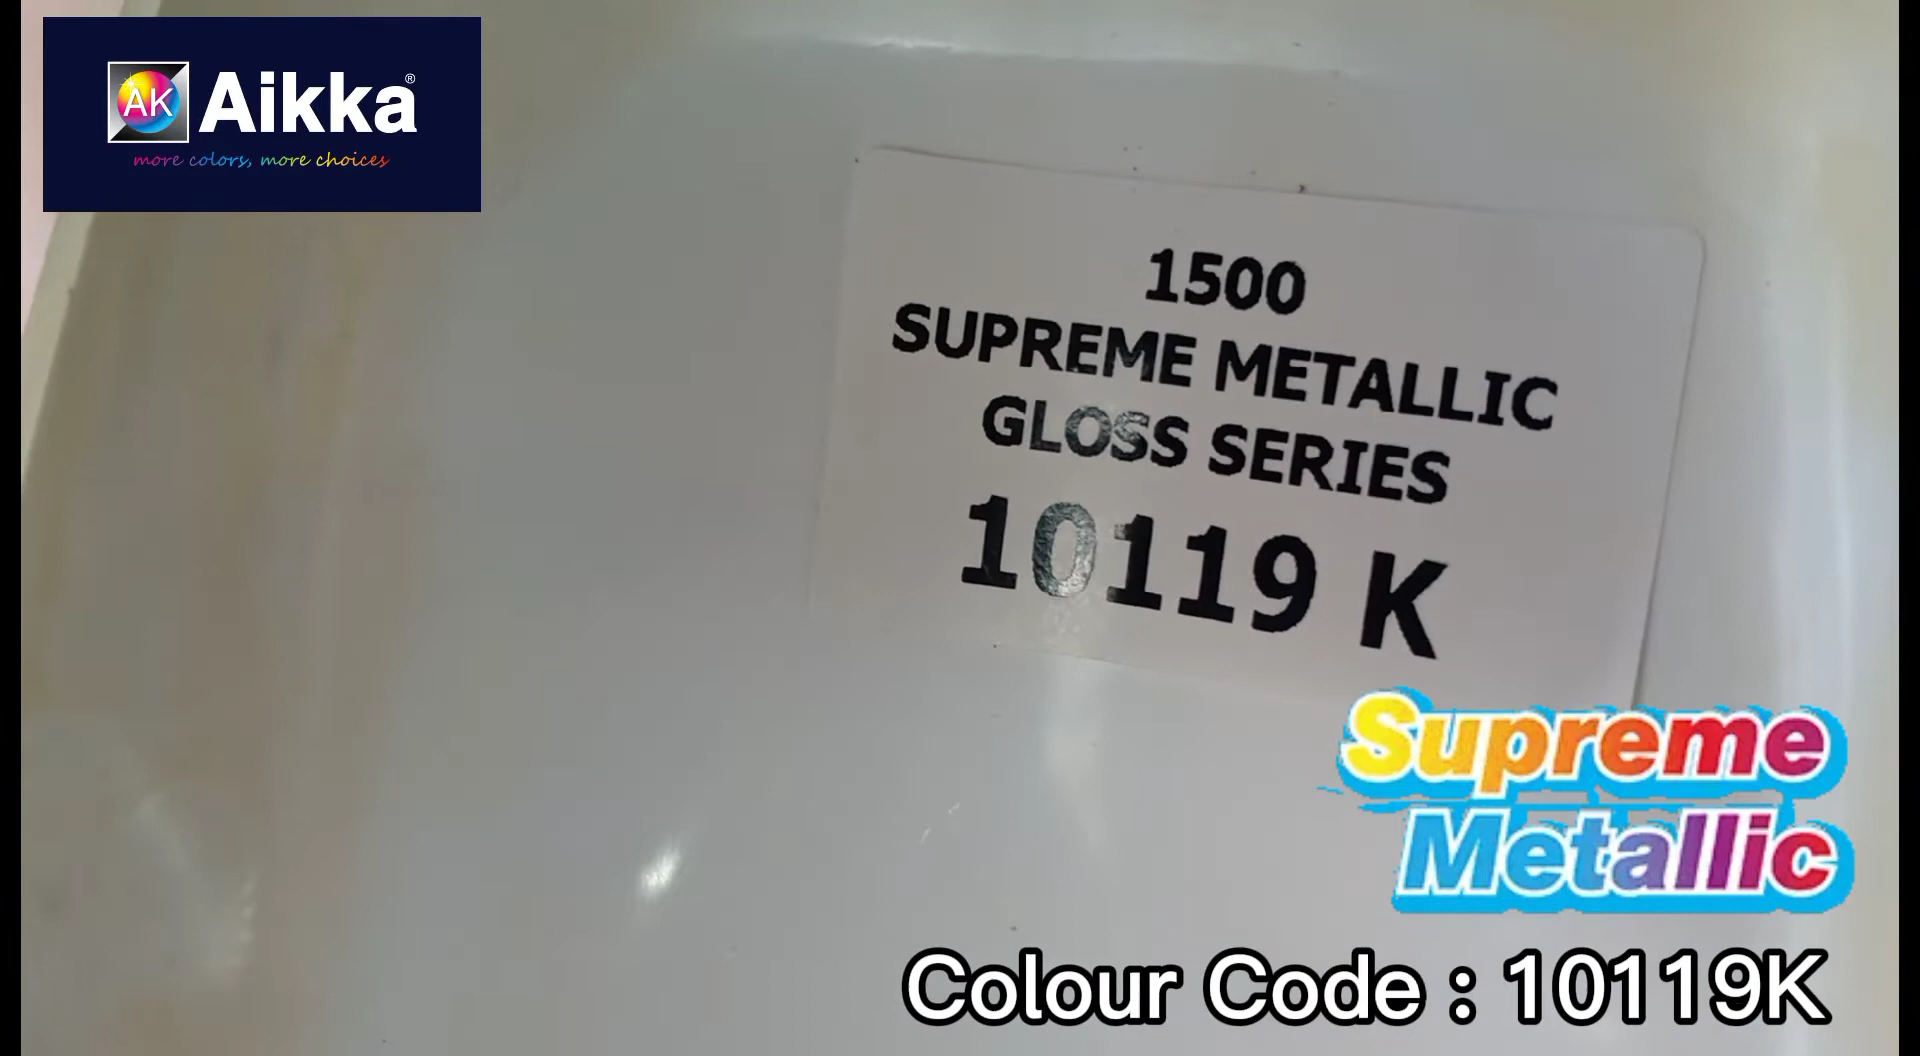 AK Aikka®
more colors, more choices
1500
SUPREME METALLIC
GLOSS SERIES
10119 K
Supreme
Metallic
Colour Code : 10119K